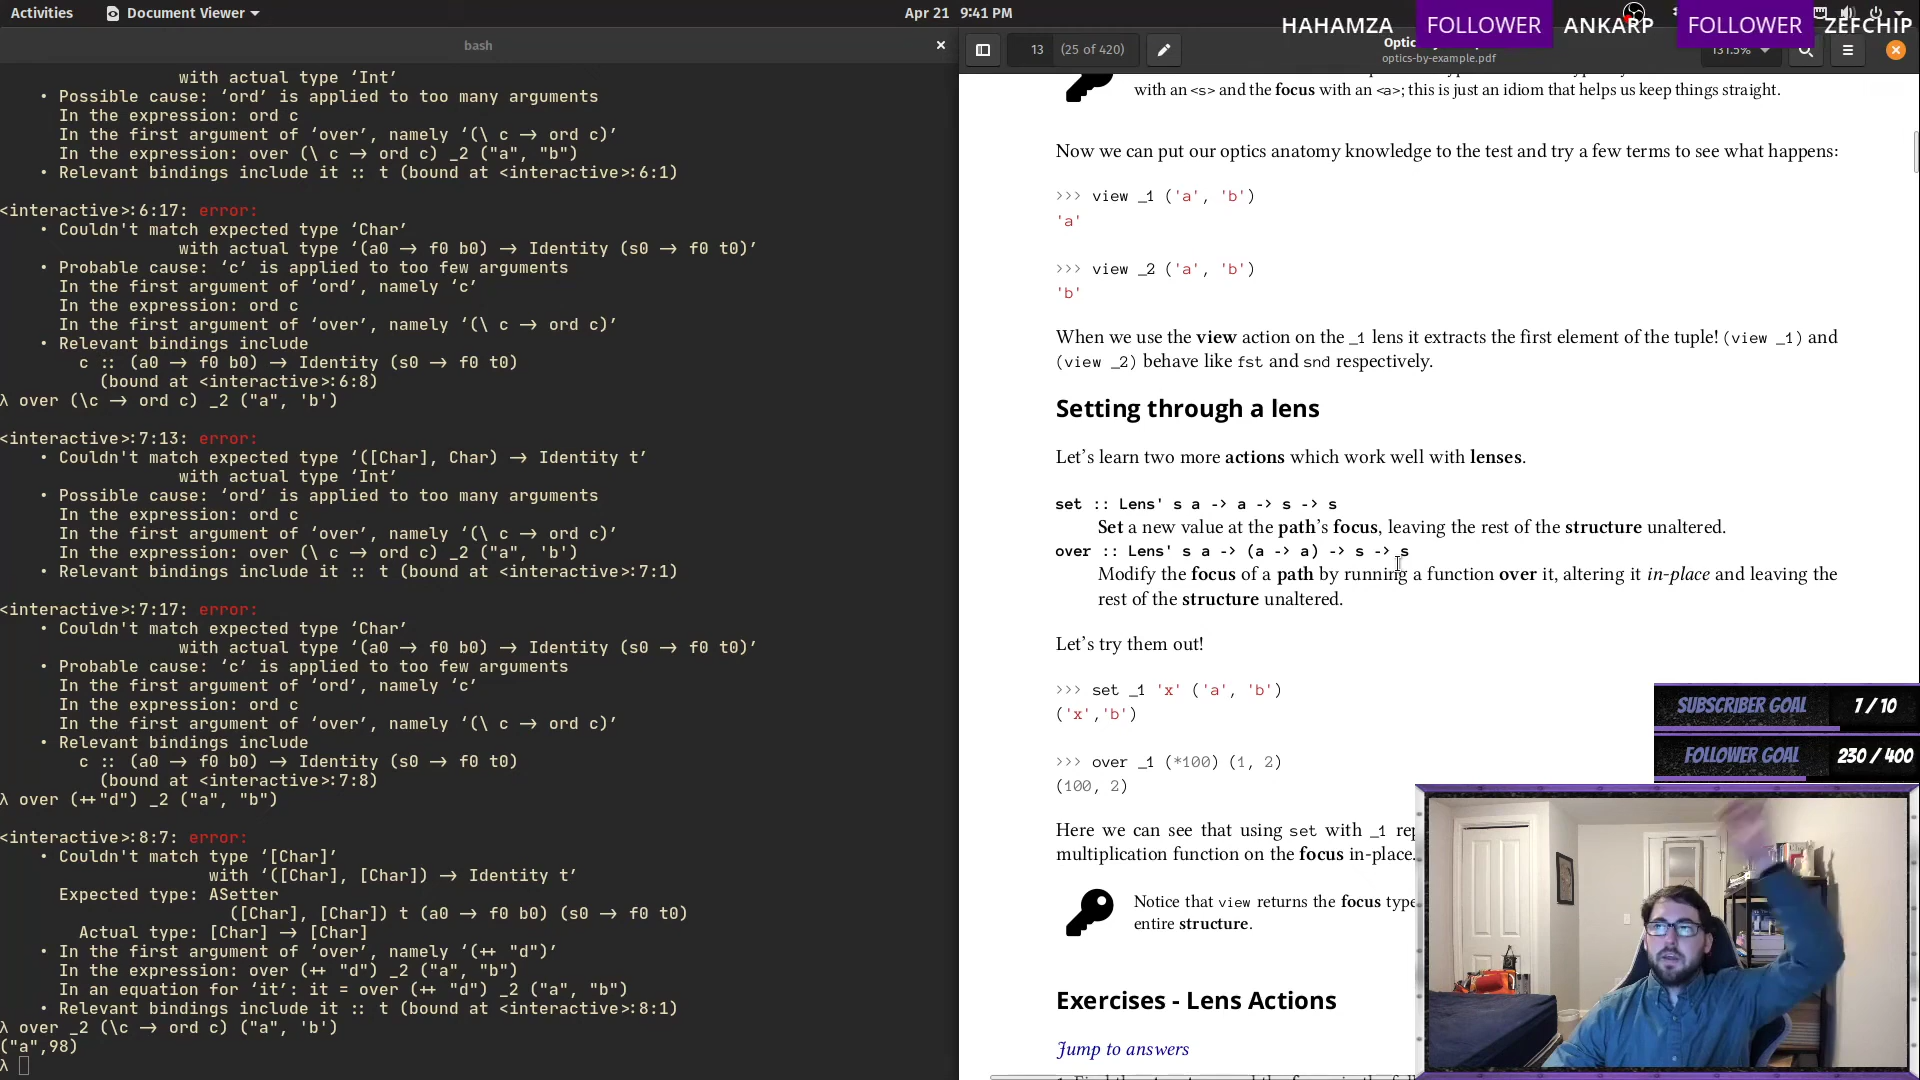 Activities
Document Viewer
Apr 21 9:41 PM
HAHAMZA FOLLOWER ANKARP FOLLOWER ZEFCHIP
bash
with actual type ‘Int’
• Possible cause: ‘ord’ is applied to too many arguments
In the expression: ord c
In the first argument of ‘over’, namely ‘(\ c -> ord c)’
In the expression: over (\ c -> ord c) _2 ("a", "b")
• Relevant bindings include it :: t (bound at <interactive>:6:1)
<interactive>:6:17: error:
• Couldn't match expected type ‘Char’
with actual type ‘(a0 -> f0 b0) -> Identity (s0 -> f0 t0)’
• Probable cause: ‘c’ is applied to too few arguments
In the first argument of ‘ord’, namely ‘c’
In the expression: ord c
In the first argument of ‘over’, namely ‘(\ c -> ord c)’
• Relevant bindings include
c :: (a0 -> f0 b0) -> Identity (s0 -> f0 t0)
(bound at <interactive>:6:8)
λ over (\c -> ord c) _2 ("a", 'b')
<interactive>:7:13: error:
• Couldn't match expected type ‘([Char], Char) -> Identity t’
with actual type ‘Int’
• Possible cause: ‘ord’ is applied to too many arguments
In the expression: ord c
In the first argument of ‘over’, namely ‘(\ c -> ord c)’
In the expression: over (\ c -> ord c) _2 ("a", 'b')
• Relevant bindings include it :: t (bound at <interactive>:7:1)
<interactive>:7:17: error:
• Couldn't match expected type ‘Char’
with actual type ‘(a0 -> f0 b0) -> Identity (s0 -> f0 t0)’
• Probable cause: ‘c’ is applied to too few arguments
In the first argument of ‘ord’, namely ‘c’
In the expression: ord c
In the first argument of ‘over’, namely ‘(\ c -> ord c)’
• Relevant bindings include
c :: (a0 -> f0 b0) -> Identity (s0 -> f0 t0)
(bound at <interactive>:7:8)
λ over (++"d") _2 ("a", "b")
<interactive>:8:7: error:
• Couldn't match type ‘[Char]’
with ‘([Char], [Char]) -> Identity t’
Expected type: ASetter
([Char], [Char]) t (a0 -> f0 b0) (s0 -> f0 t0)
Actual type: [Char] -> [Char]
• In the first argument of ‘over’, namely ‘(++ "d")’
In the expression: over (++ "d") _2 ("a", "b")
In an equation for ‘it’: it = over (++ "d") _2 ("a", "b")
• Relevant bindings include it :: t (bound at <interactive>:8:1)
λ over _2 (\c -> ord c) ("a", 'b')
("a",98)
λ
13 (25 of 420)
optics-by-example.pdf
131.5%
with an <s> and the focus with an <a>; this is just an idiom that helps us keep things straight.
Now we can put our optics anatomy knowledge to the test and try a few terms to see what happens:
>>> view _1 ('a', 'b')
'a'
>>> view _2 ('a', 'b')
'b'
When we use the view action on the _1 lens it extracts the first element of the tuple! (view _1) and
(view _2) behave like fst and snd respectively.
Setting through a lens
Let’s learn two more actions which work well with lenses.
set :: Lens' s a -> a -> s -> s
Set a new value at the path’s focus, leaving the rest of the structure unaltered.
over :: Lens' s a -> (a -> a) -> s -> s
Modify the focus of a path by running a function over it, altering it in-place and leaving the
rest of the structure unaltered.
Let’s try them out!
>>> set _1 'x' ('a', 'b')
('x','b')
>>> over _1 (*100) (1, 2)
(100, 2)
Here we can see that using set with _1
multiplication function on the focus in-place.
Notice that view returns the focus type
entire structure.
Exercises - Lens Actions
Jump to answers
SUBSCRIBER GOAL 7 / 10
FOLLOWER GOAL 230 / 400